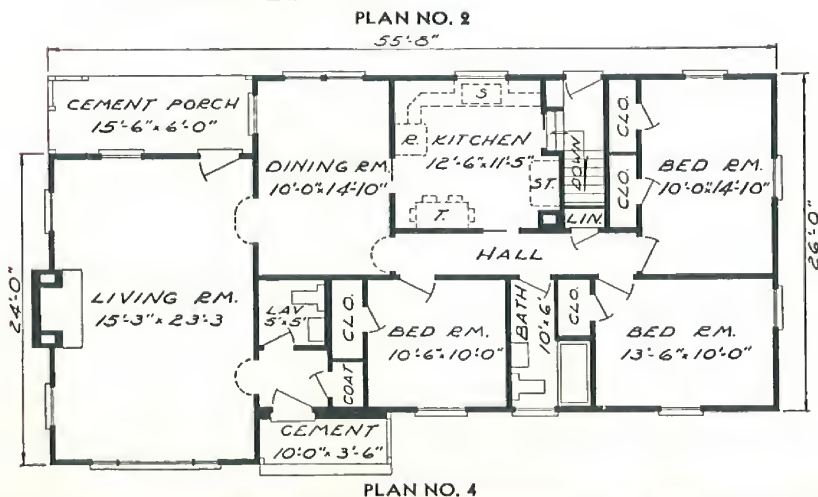 PLAN NO. 2
55'-8"
CEMENT PORCH
15'-6" x 6'-0"
DINING RM.
10'-0" x 14'-10"
S
R.
KITCHEN
12'-6" x 11'-5"
T.
ST.
DOWN
LIN.
CLO.
CLO.
BED RM.
10'-0" x 14'-10"
26'-0"
24'-0"
LIVING RM.
15'-3" x 23'-3
HALL
LAV
5' x 5'
CLO.
COAT
BED RM.
10'-6" x 10'-0"
BATH
10' x 6'
CLO.
BED RM.
13'-6" x 10'-0"
CEMENT
10'-0" x 3'-6"
PLAN NO. 4